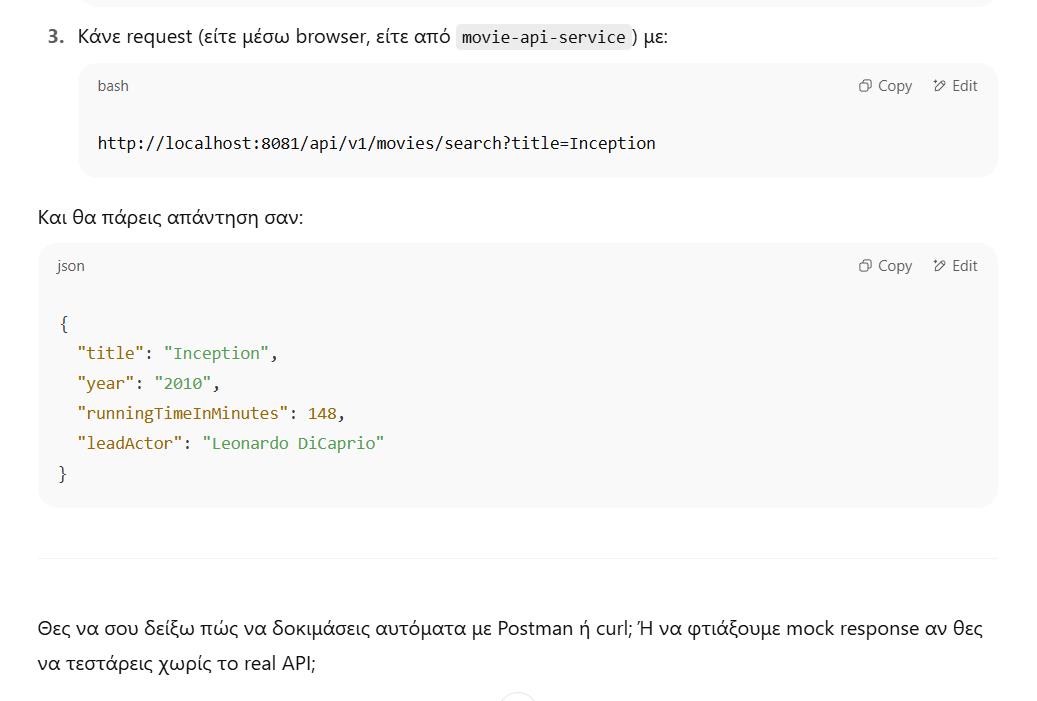 3. Κάνε request (είτε μέσω browser, είτε από movie-api-service) με:
bash
Copy
Edit
http://localhost:8081/api/v1/movies/search?title=Inception
Και θα πάρεις απάντηση σαν:
json
Copy
Edit
{
"title": "Inception",
"year": "2010",
"runningTimeInMinutes": 148,
"leadActor": "Leonardo DiCaprio"
}
Θες να σου δείξω πώς να δοκιμάσεις αυτόματα με Postman ή curl; Ή να φτιάξουμε mock response αν θες
να τεστάρεις χωρίς το real API;